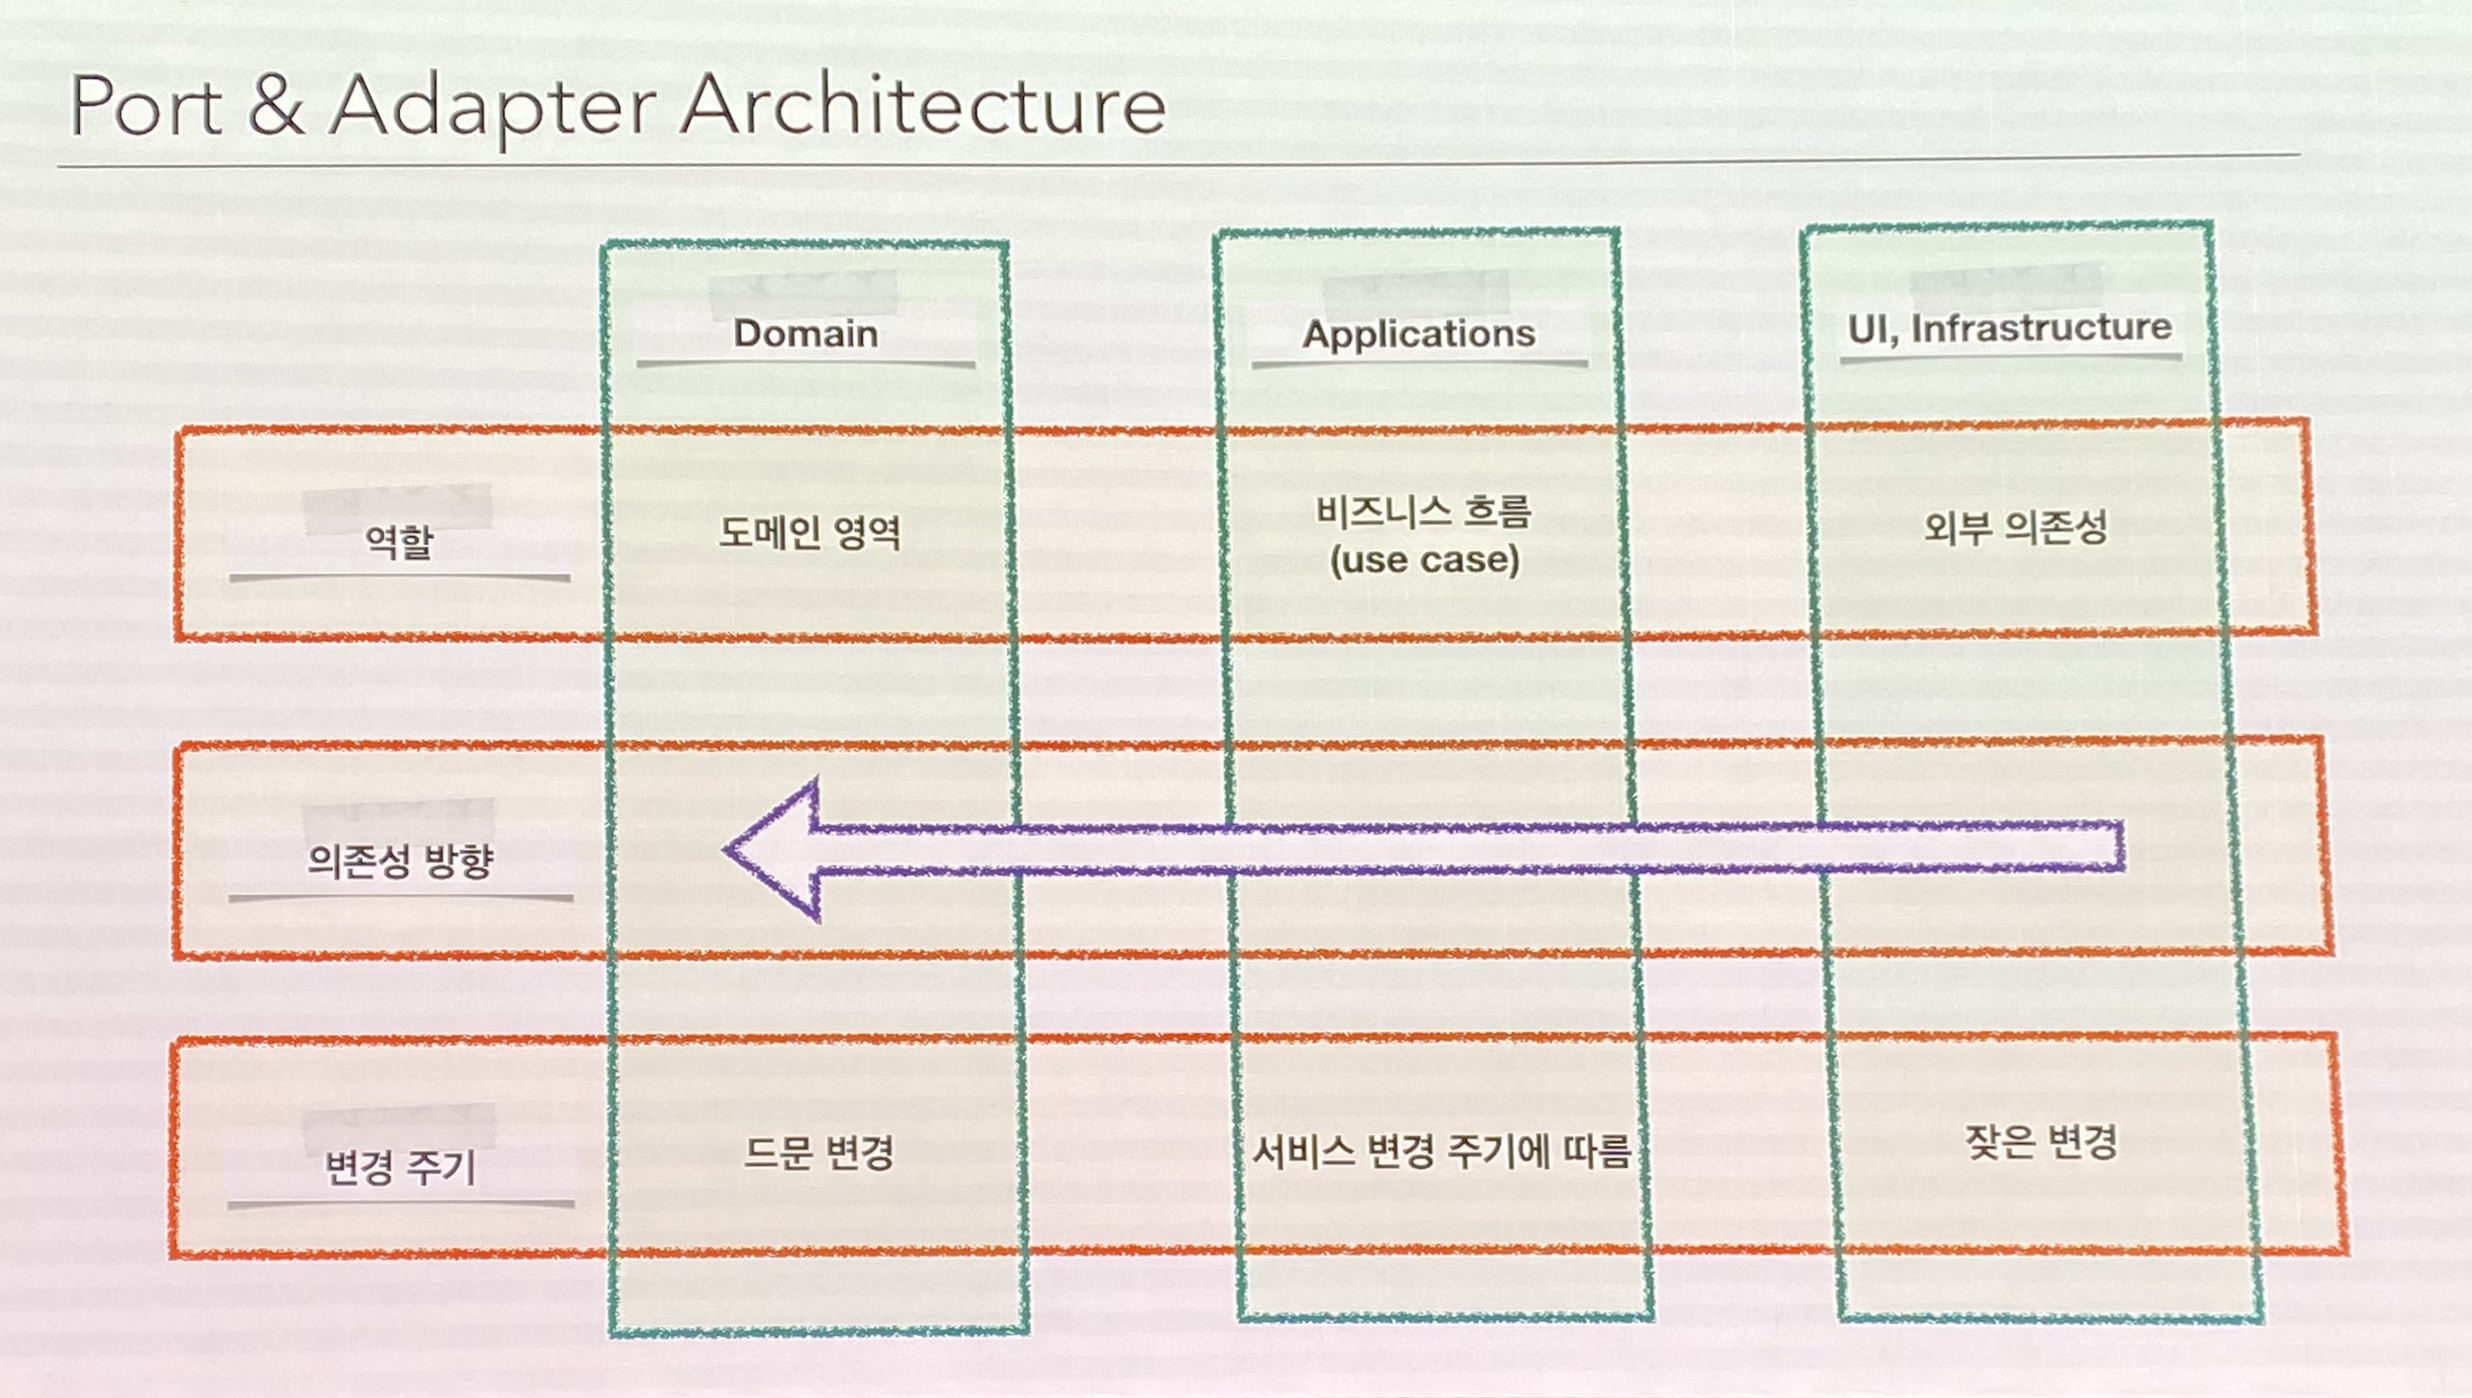 Port & Adapter Architecture
Domain
Applications
UI, Infrastructure
역할
도메인 영역
비즈니스 흐름
(use case)
외부 의존성
의존성 방향
변경 주기
드문 변경
서비스 변경 주기에 따름
잦은 변경